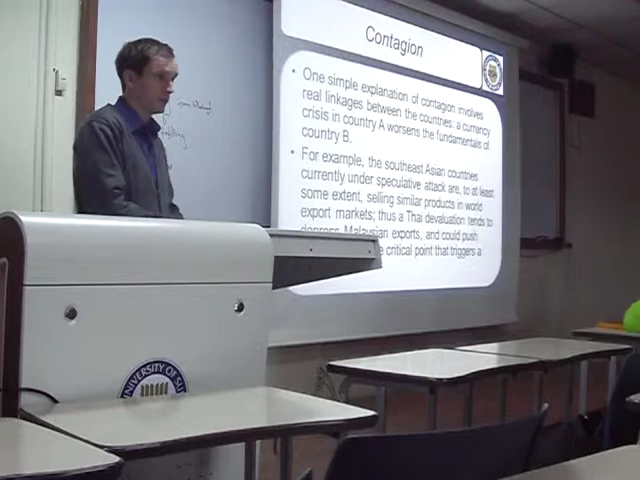 Contagion
• One simple explanation of contagion involves
real linkages between the countries: a currency
crisis in country A worsens the fundamentals of
country B.
• For example, the southeast Asian countries
currently under speculative attack are, to at least
some extent, selling similar products in world
export markets; thus a Thai devaluation tends to
depress Malaysian exports, and could push
critical point that triggers a
UNIVERSITY OF SU